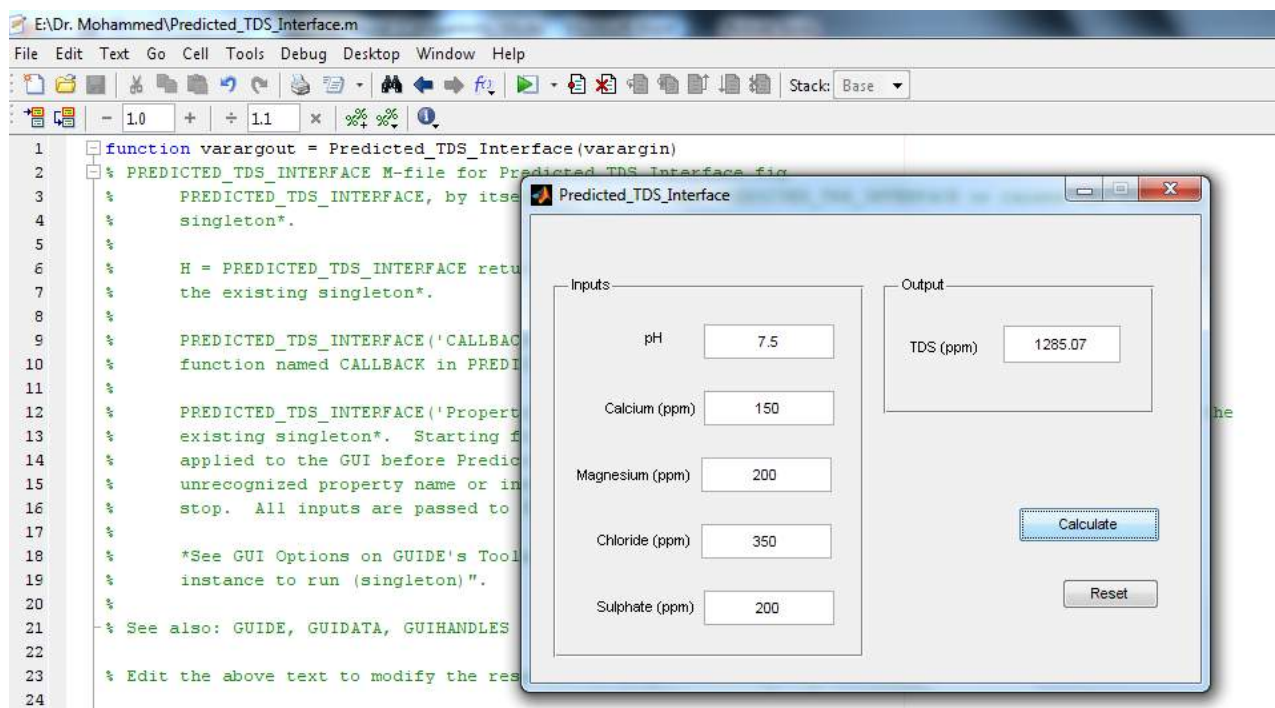 E:\Dr. Mohammed\Predicted_TDS_Interface.m
File Edit Text Go Cell Tools Debug Desktop Window Help
Stack: Base
- 1.0 + ÷ 1.1 ×
1 function varargout = Predicted_TDS_Interface(varargin)
2 % PREDICTED_TDS_INTERFACE M-file for Predicted_TDS_Interface.fig
3 % PREDICTED_TDS_INTERFACE, by itse
4 % singleton*.
5 %
6 % H = PREDICTED_TDS_INTERFACE retu
7 % the existing singleton*.
8 %
9 % PREDICTED_TDS_INTERFACE('CALLBAC
10 % function named CALLBACK in PREDI
11 %
12 % PREDICTED_TDS_INTERFACE('Propert he
13 % existing singleton*. Starting f
14 % applied to the GUI before Predic
15 % unrecognized property name or in
16 % stop. All inputs are passed to
17 %
18 % *See GUI Options on GUIDE's Tool
19 % instance to run (singleton)".
20 %
21 % See also: GUIDE, GUIDATA, GUIHANDLES
22
23 % Edit the above text to modify the res
24
Predicted_TDS_Interface
Inputs
pH 7.5
Calcium (ppm) 150
Magnesium (ppm) 200
Chloride (ppm) 350
Sulphate (ppm) 200
Output
TDS (ppm) 1285.07
Calculate
Reset